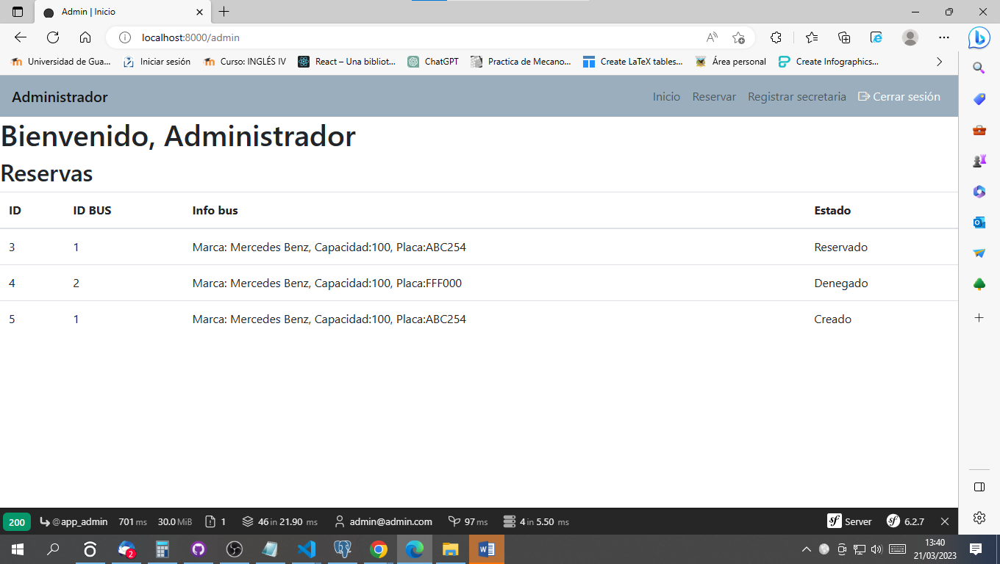 Admin | Inicio
localhost:8000/admin
Universidad de Gua... Iniciar sesión Curso: INGLÉS IV React – Una bibliot... ChatGPT Practica de Mecano... Create LaTeX tables... Área personal Create Infographics...
Administrador Inicio Reservar Registrar secretaria Cerrar sesión
Bienvenido, Administrador
Reservas
ID ID BUS Info bus Estado
3 1 Marca: Mercedes Benz, Capacidad:100, Placa:ABC254 Reservado
4 2 Marca: Mercedes Benz, Capacidad:100, Placa:FFF000 Denegado
5 1 Marca: Mercedes Benz, Capacidad:100, Placa:ABC254 Creado
200 @app_admin 701 ms 30.0 MiB 1 46 in 21.90 ms admin@admin.com 97 ms 4 in 5.50 ms Server 6.2.7
2
13:40
21/03/2023